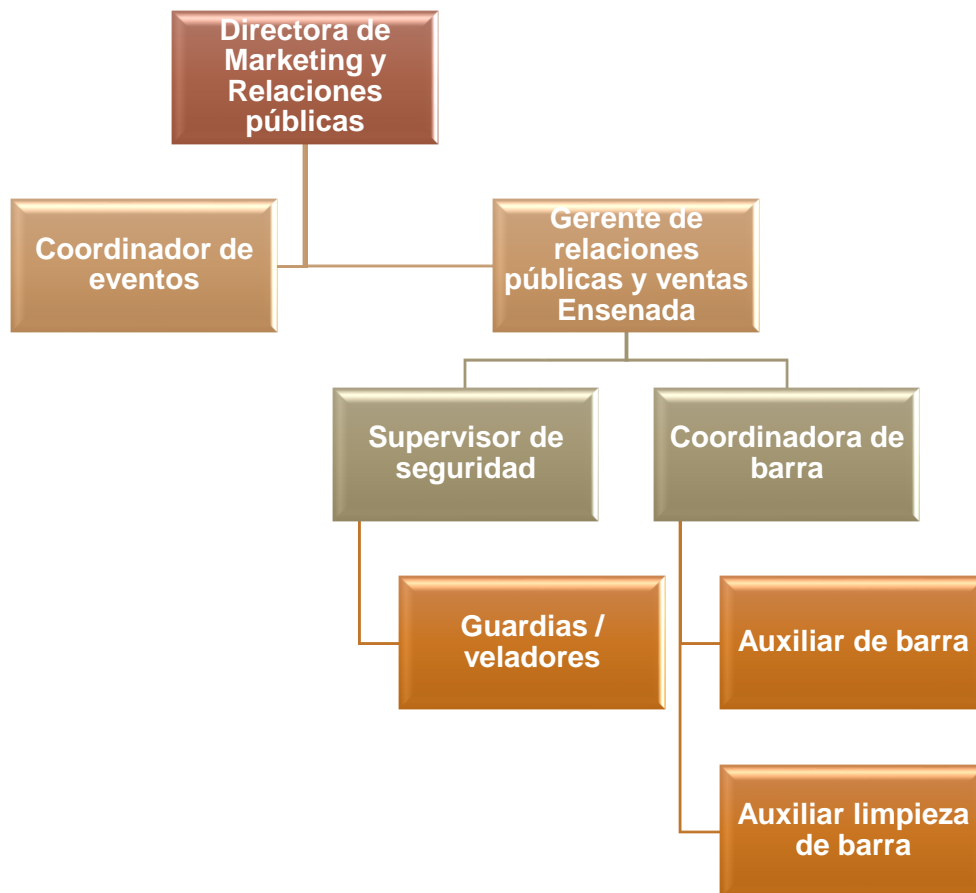 Directora de
Marketing y
Relaciones
públicas
Coordinador de
eventos
Gerente de
relaciones
públicas y ventas
Ensenada
Supervisor de
seguridad
Coordinadora de
barra
Guardias /
veladores
Auxiliar de barra
Auxiliar limpieza
de barra